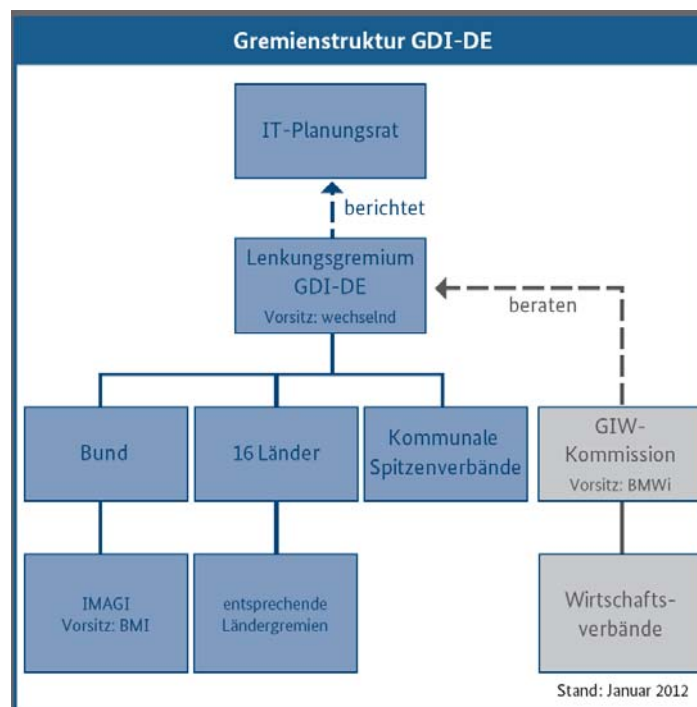 Gremienstruktur GDI-DE
IT-Planungsrat
berichtet
Lenkungsgremium
GDI-DE
Vorsitz: wechselnd
beraten
Bund
16 Länder
Kommunale
Spitzenverbände
GIW-
Kommission
Vorsitz: BMWi
IMAGI
Vorsitz: BMI
entsprechende
Ländergremien
Wirtschafts-
verbände
Stand: Januar 2012